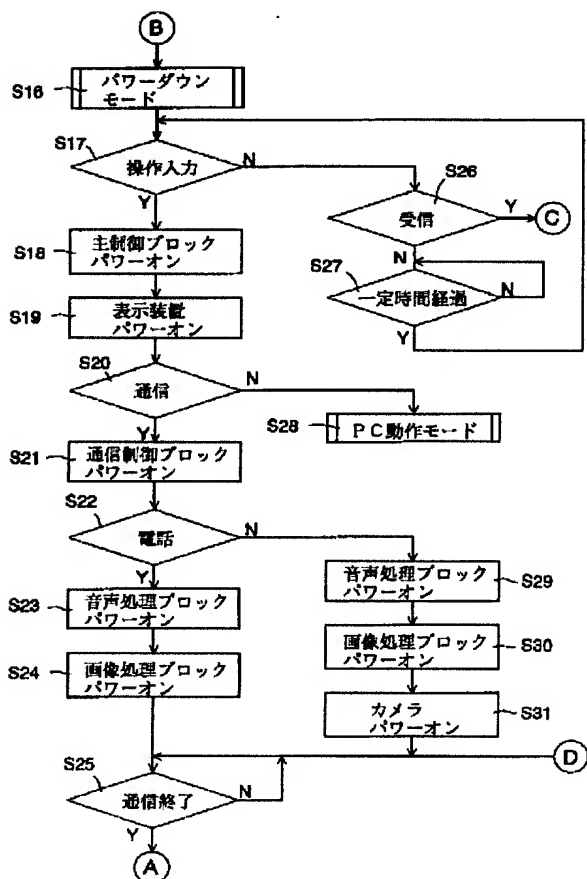 B
S16
パワーダウン
モード
S17
操作入力
N
Y
S26
受信
Y
C
N
S27
一定時間経過
N
Y
S18
主制御ブロック
パワーオン
S19
表示装置
パワーオン
S20
通信
N
Y
S28
PC動作モード
S21
通信制御ブロック
パワーオン
S22
電話
N
Y
S23
音声処理ブロック
パワーオン
S24
画像処理ブロック
パワーオン
音声処理ブロック
パワーオン
S29
画像処理ブロック
パワーオン
S30
カメラ
パワーオン
S31
D
S25
通信終了
N
Y
A